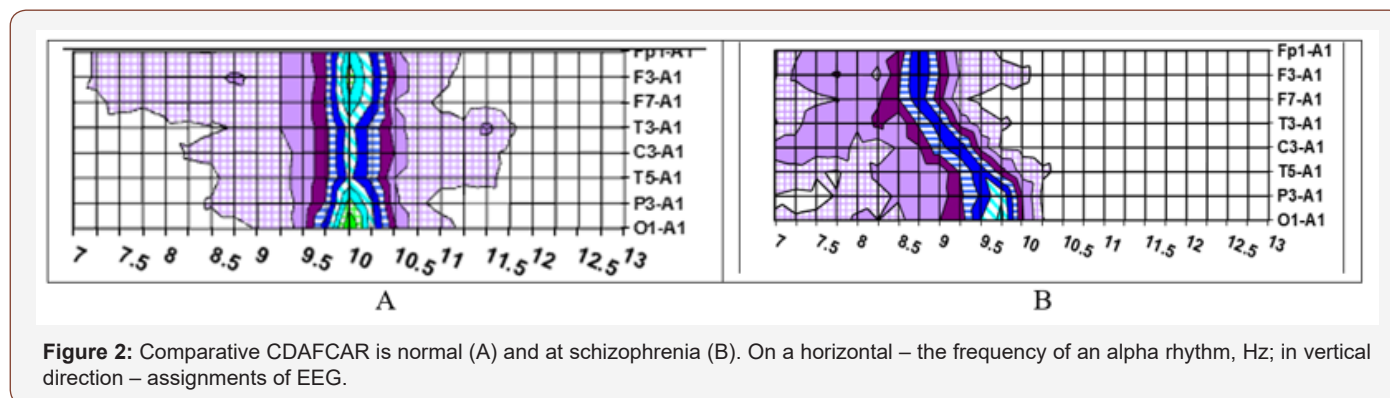 Fp1-A1
F3-A1
F7-A1
T3-A1
C3-A1
T5-A1
P3-A1
O1-A1
7 7.5 8 8.5 9 9.5 10 10.5 11 11.5 12 12.5 13
A
Fp1-A1
F3-A1
F7-A1
T3-A1
C3-A1
T5-A1
P3-A1
O1-A1
7 7.5 8 8.5 9 9.5 10 10.5 11 11.5 12 12.5 13
B
Figure 2: Comparative CDAFCAR is normal (A) and at schizophrenia (B). On a horizontal – the frequency of an alpha rhythm, Hz; in vertical
direction – assignments of EEG.